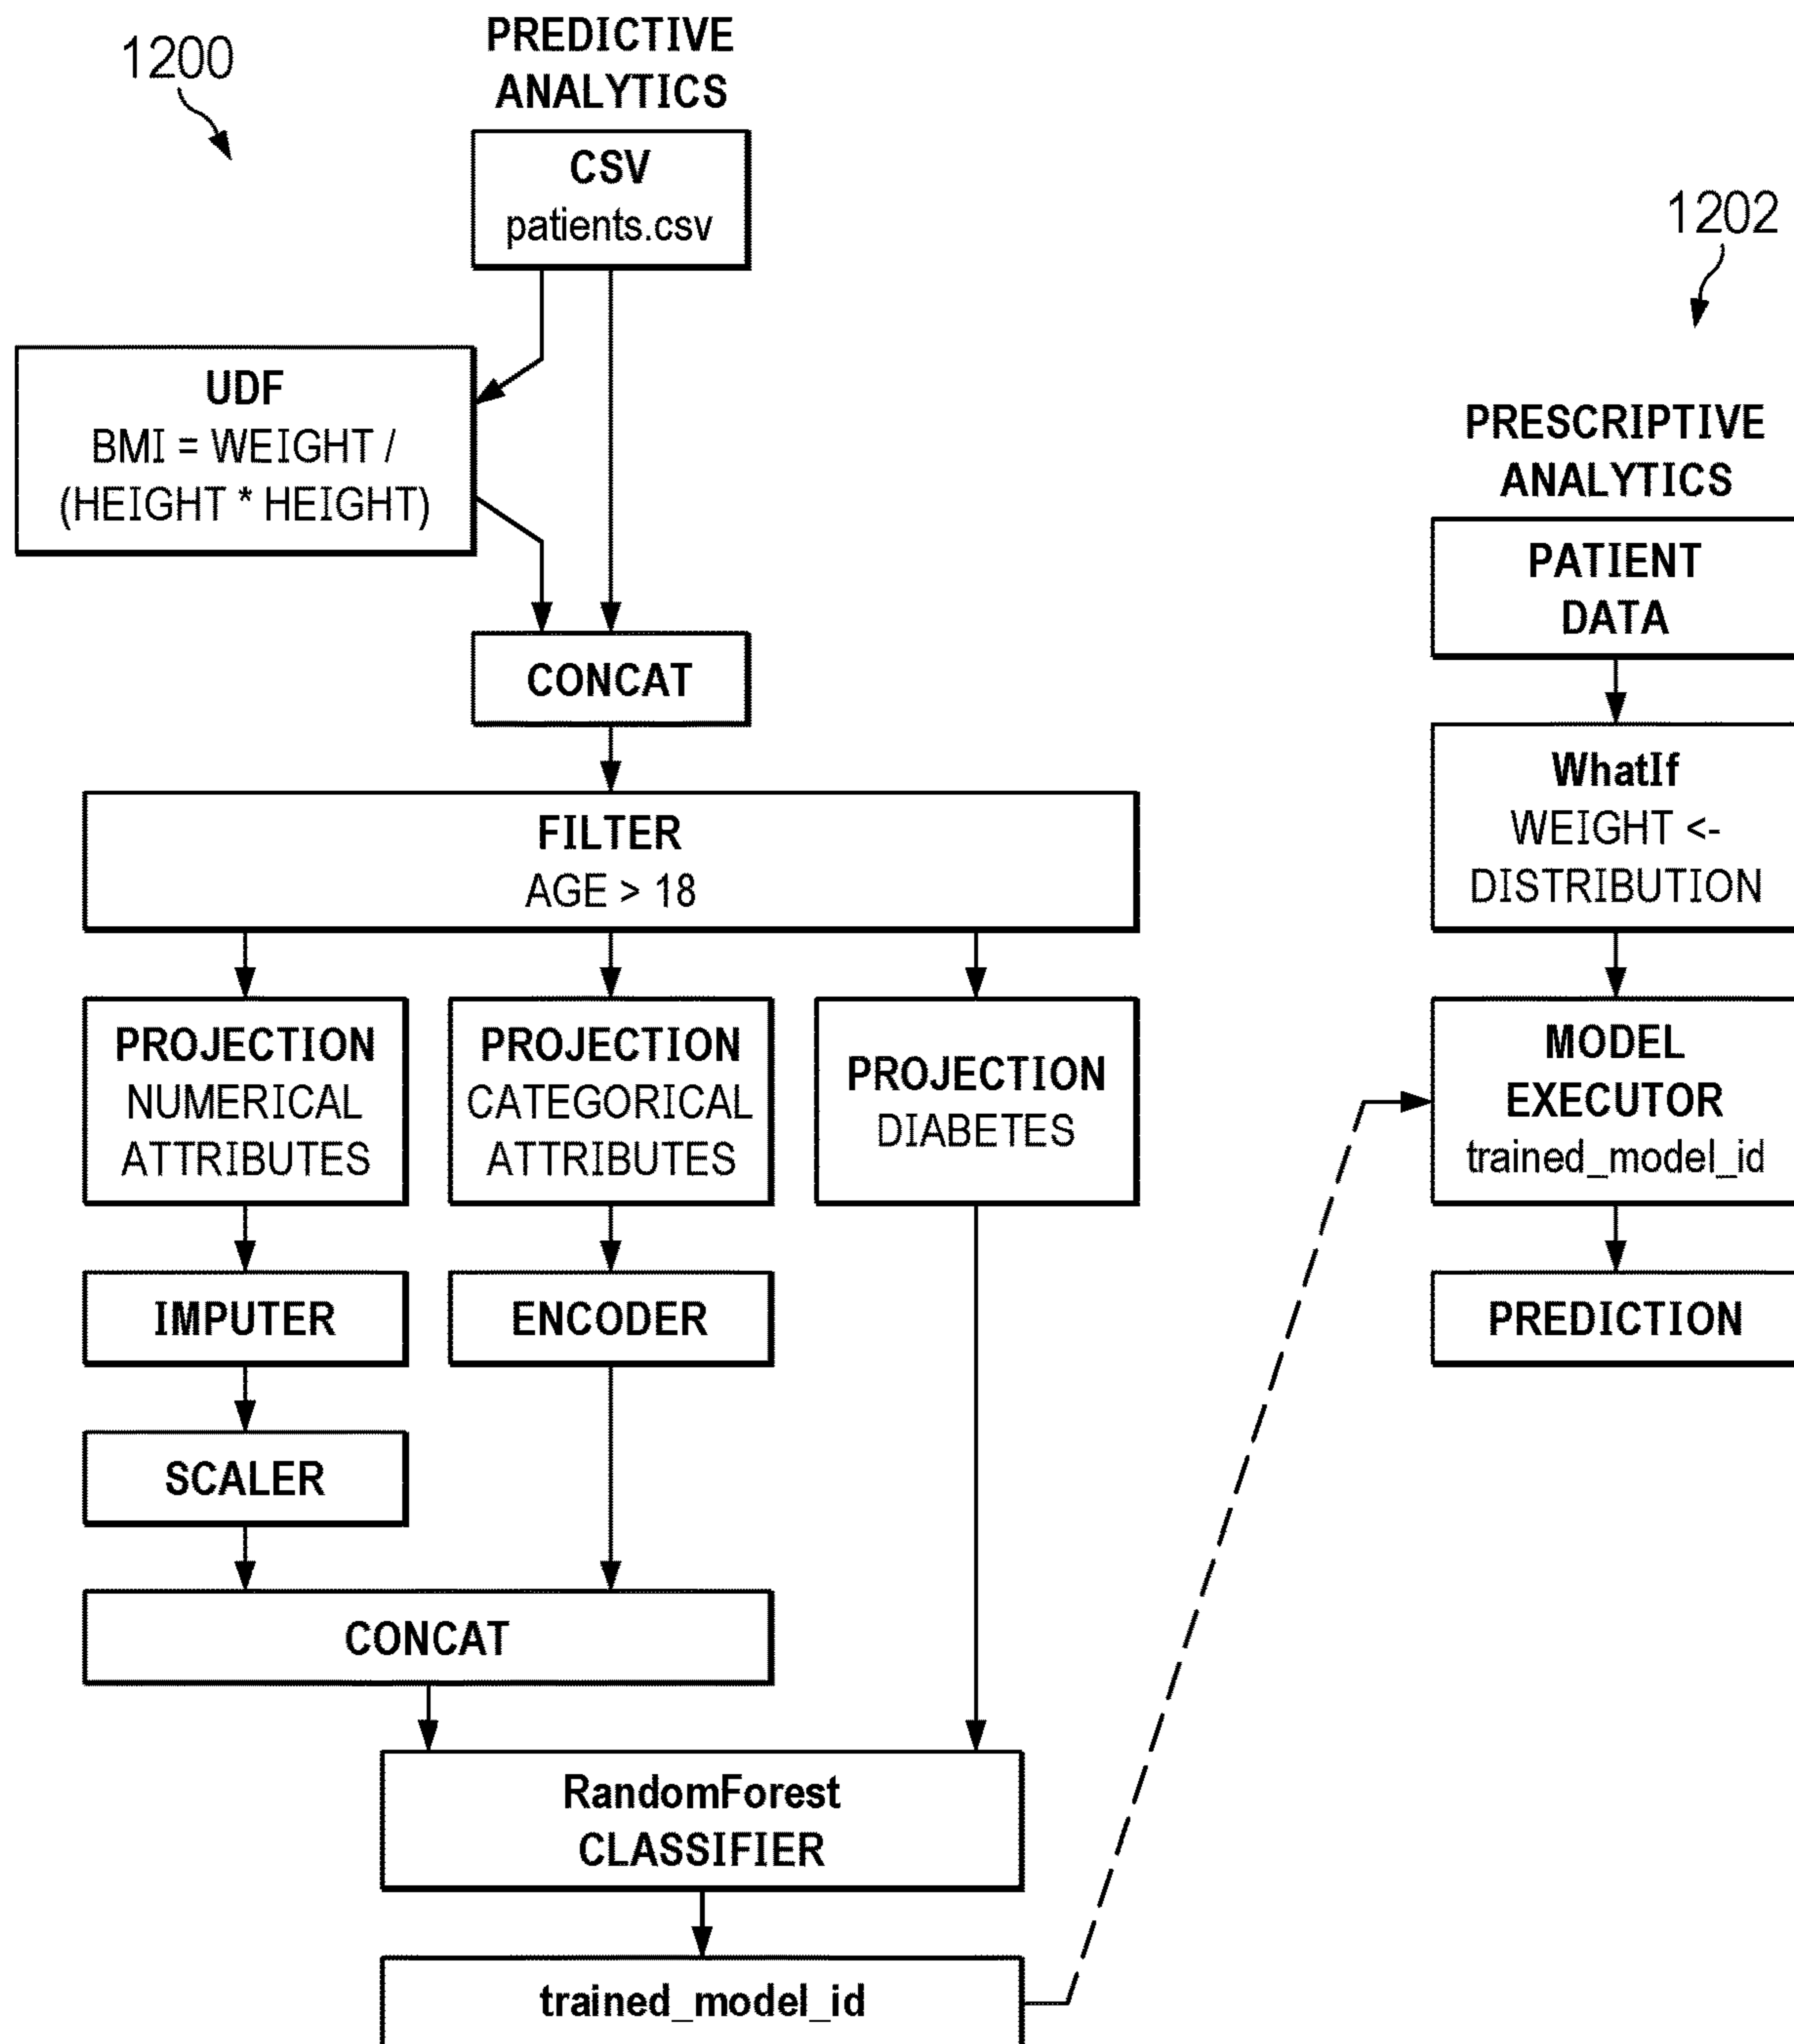 1200
PREDICTIVE
ANALYTICS
CSV
patients.csv
UDF
BMI = WEIGHT /
(HEIGHT * HEIGHT)
CONCAT
FILTER
AGE > 18
PROJECTION
NUMERICAL
ATTRIBUTES
PROJECTION
CATEGORICAL
ATTRIBUTES
PROJECTION
DIABETES
IMPUTER
ENCODER
SCALER
CONCAT
RandomForest
CLASSIFIER
trained_model_id
1202
PRESCRIPTIVE
ANALYTICS
PATIENT
DATA
WhatIf
WEIGHT <-
DISTRIBUTION
MODEL
EXECUTOR
trained_model_id
PREDICTION